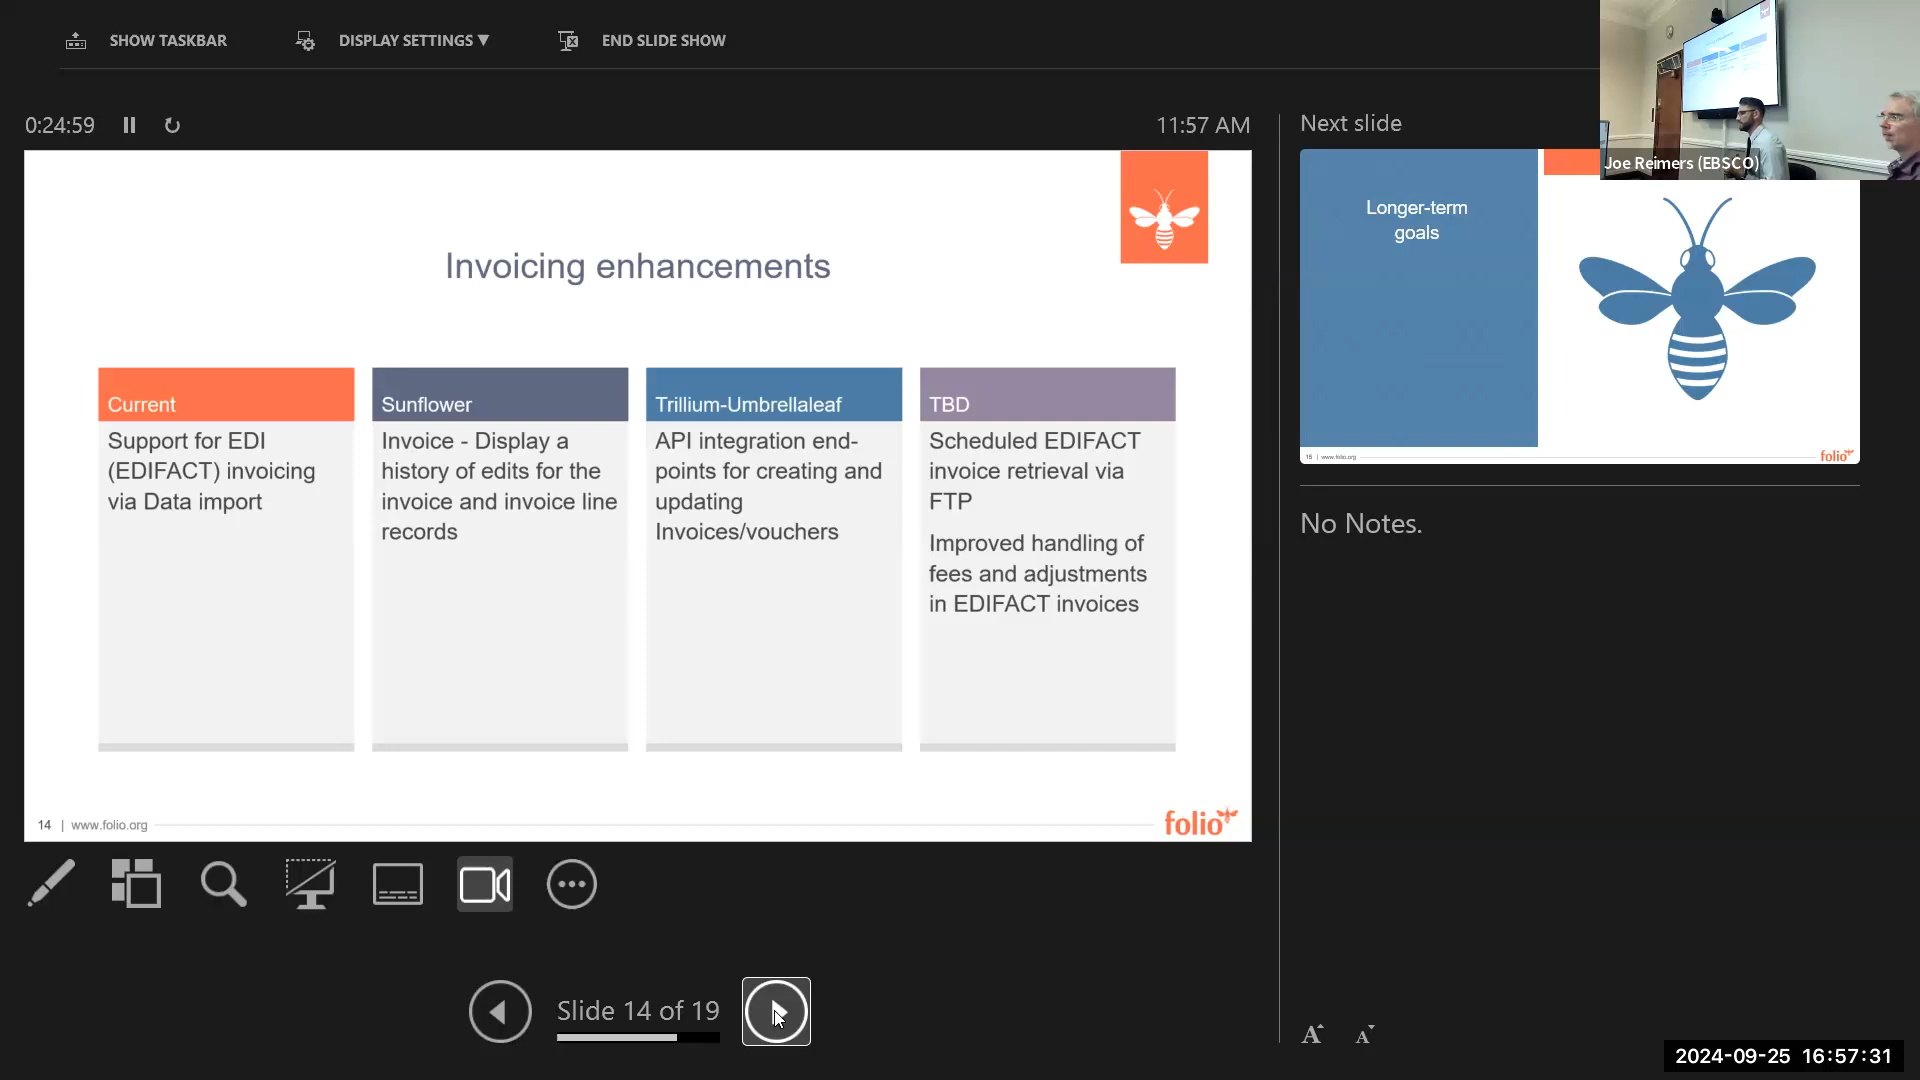 SHOW TASKBAR
DISPLAY SETTINGS ▼
END SLIDE SHOW
0:24:59
11:57 AM
Invoicing enhancements
Current
Support for EDI
(EDIFACT) invoicing
via Data import
Sunflower
Invoice - Display a
history of edits for the
invoice and invoice line
records
Trillium-Umbrellaleaf
API integration end-
points for creating and
updating
Invoices/vouchers
TBD
Scheduled EDIFACT
invoice retrieval via
FTP
Improved handling of
fees and adjustments
in EDIFACT invoices
14 | www.folio.org
folio
Slide 14 of 19
Next slide
Joe Reimers (EBSCO)
Longer-term
goals
15 | www.folio.org
folio
No Notes.
A A
2024-09-25 16:57:31